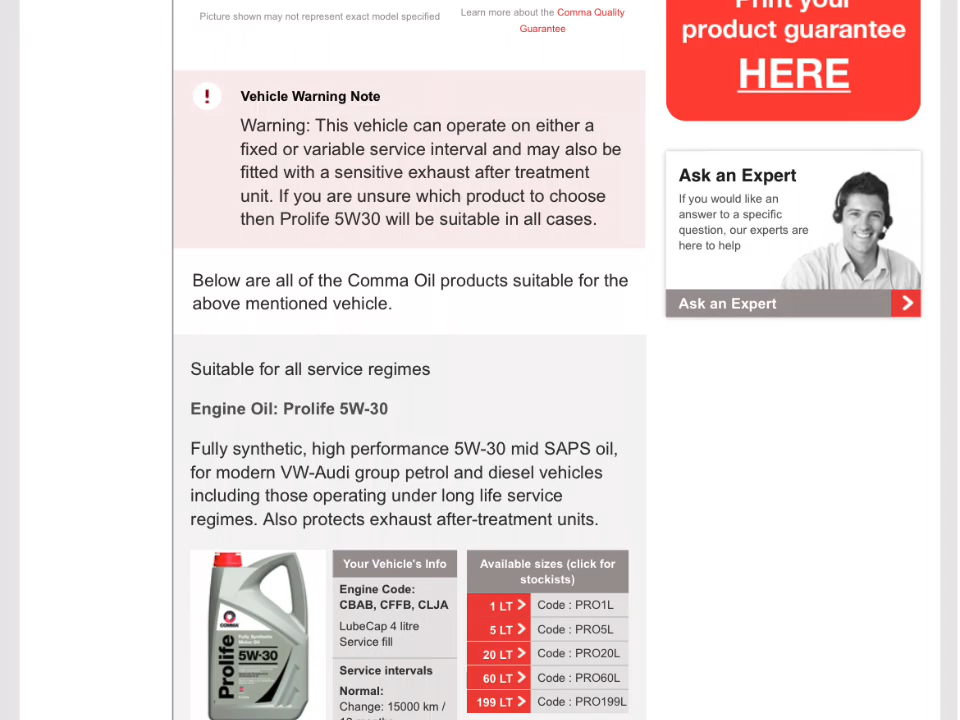 Picture shown may not represent exact model specified
Learn more about the Comma Quality
Guarantee
Print your
product guarantee
HERE
!
Vehicle Warning Note
Warning: This vehicle can operate on either a
fixed or variable service interval and may also be
fitted with a sensitive exhaust after treatment
unit. If you are unsure which product to choose
then Prolife 5W30 will be suitable in all cases.
Ask an Expert
If you would like an
answer to a specific
question, our experts are
here to help
Ask an Expert
Below are all of the Comma Oil products suitable for the
above mentioned vehicle.
Suitable for all service regimes
Engine Oil: Prolife 5W-30
Fully synthetic, high performance 5W-30 mid SAPS oil,
for modern VW-Audi group petrol and diesel vehicles
including those operating under long life service
regimes. Also protects exhaust after-treatment units.
COMMA
Fully Synthetic
Motor Oil
5W-30
Prolife
Your Vehicle's Info
Engine Code:
CBAB, CFFB, CLJA
LubeCap 4 litre
Service fill
Service intervals
Normal:
Change: 15000 km /
Available sizes (click for
stockists)
1 LT Code : PRO1L
5 LT Code : PRO5L
20 LT Code : PRO20L
60 LT Code : PRO60L
199 LT Code : PRO199L